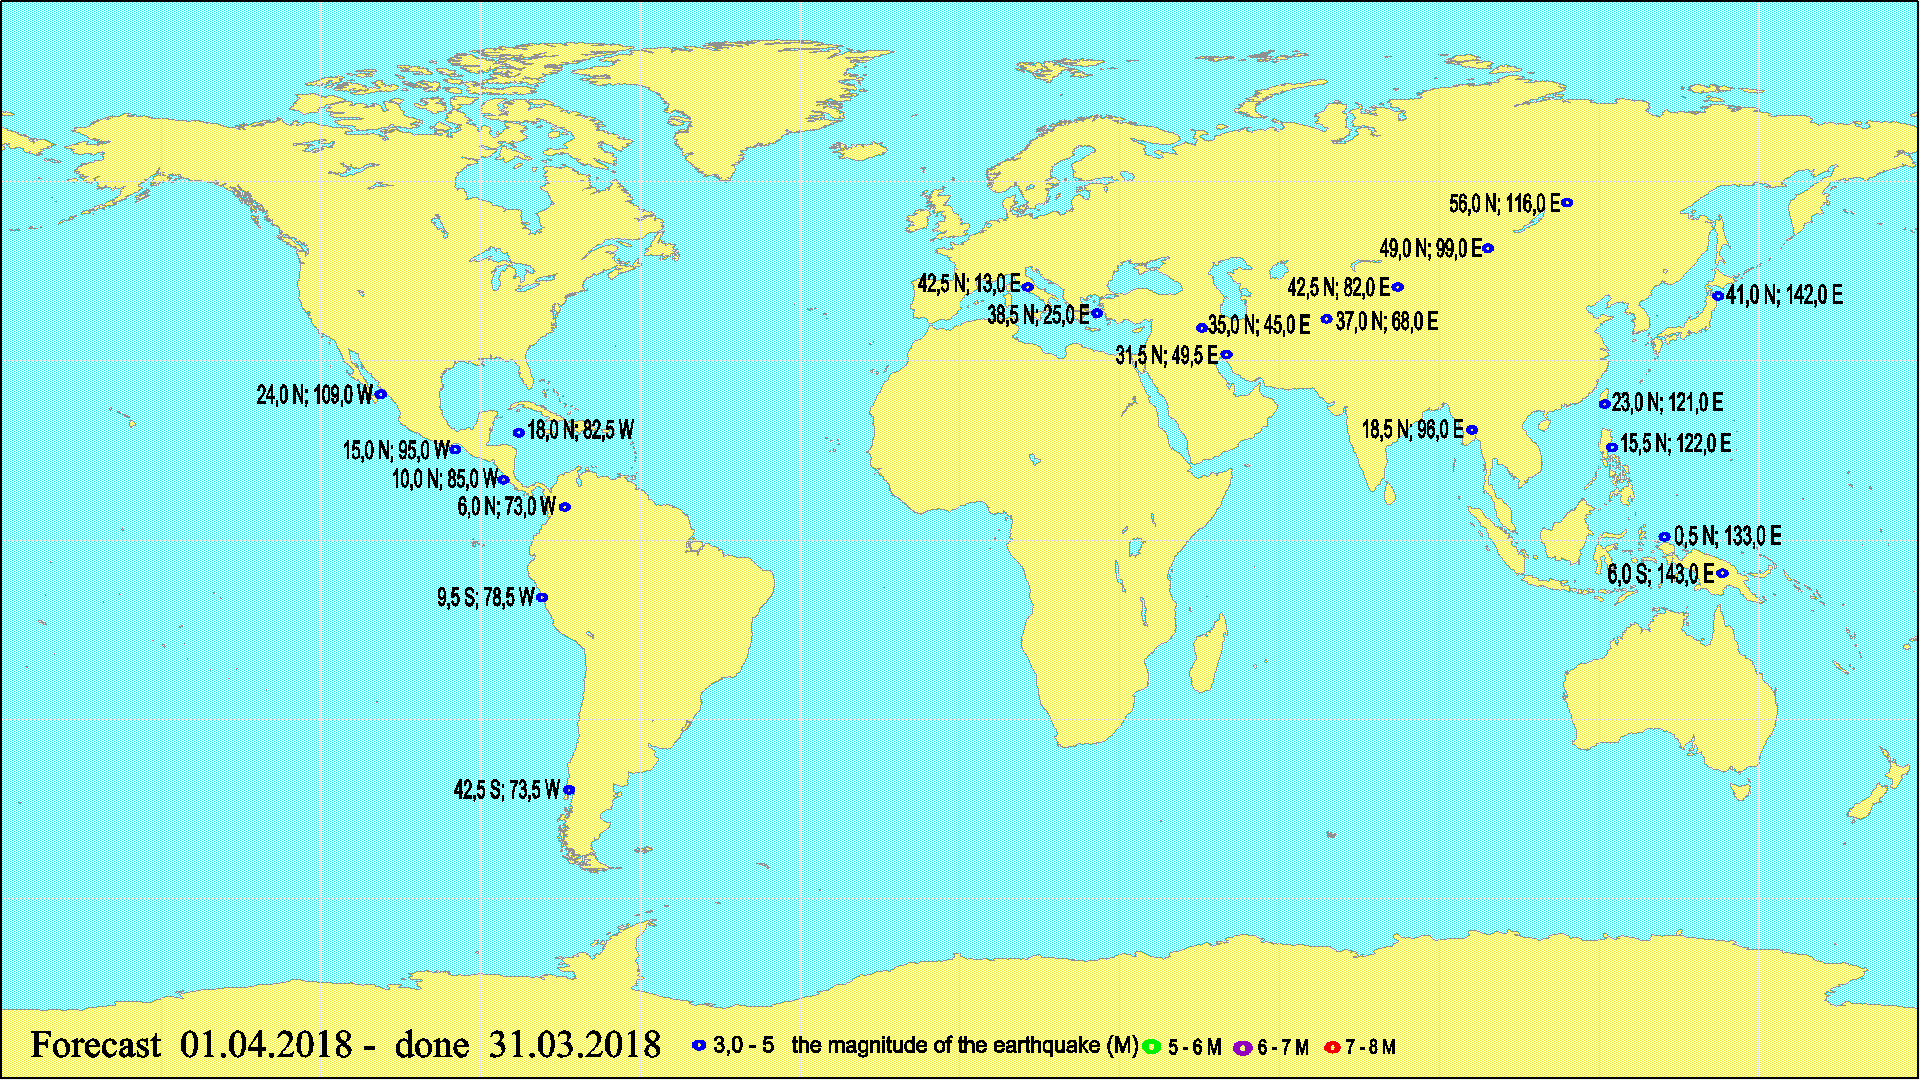 56,0 N; 116,0 E
49,0 N; 99,0 E
42,5 N; 13,0 E
42,5 N; 82,0 E
41,0 N; 142,0 E
38,5 N; 25,0 E
35,0 N; 45,0 E
37,0 N; 68,0 E
31,5 N; 49,5 E
24,0 N; 109,0 W
23,0 N; 121,0 E
18,0 N; 82,5 W
18,5 N; 96,0 E
15,5 N; 122,0 E
15,0 N; 95,0 W
10,0 N; 85,0 W
6,0 N; 73,0 W
0,5 N; 133,0 E
6,0 S; 143,0 E
9,5 S; 78,5 W
42,5 S; 73,5 W
Forecast 01.04.2018 - done 31.03.2018 3,0 - 5 the magnitude of the earthquake (M) 5 - 6 M 6 - 7 M 7 - 8 M